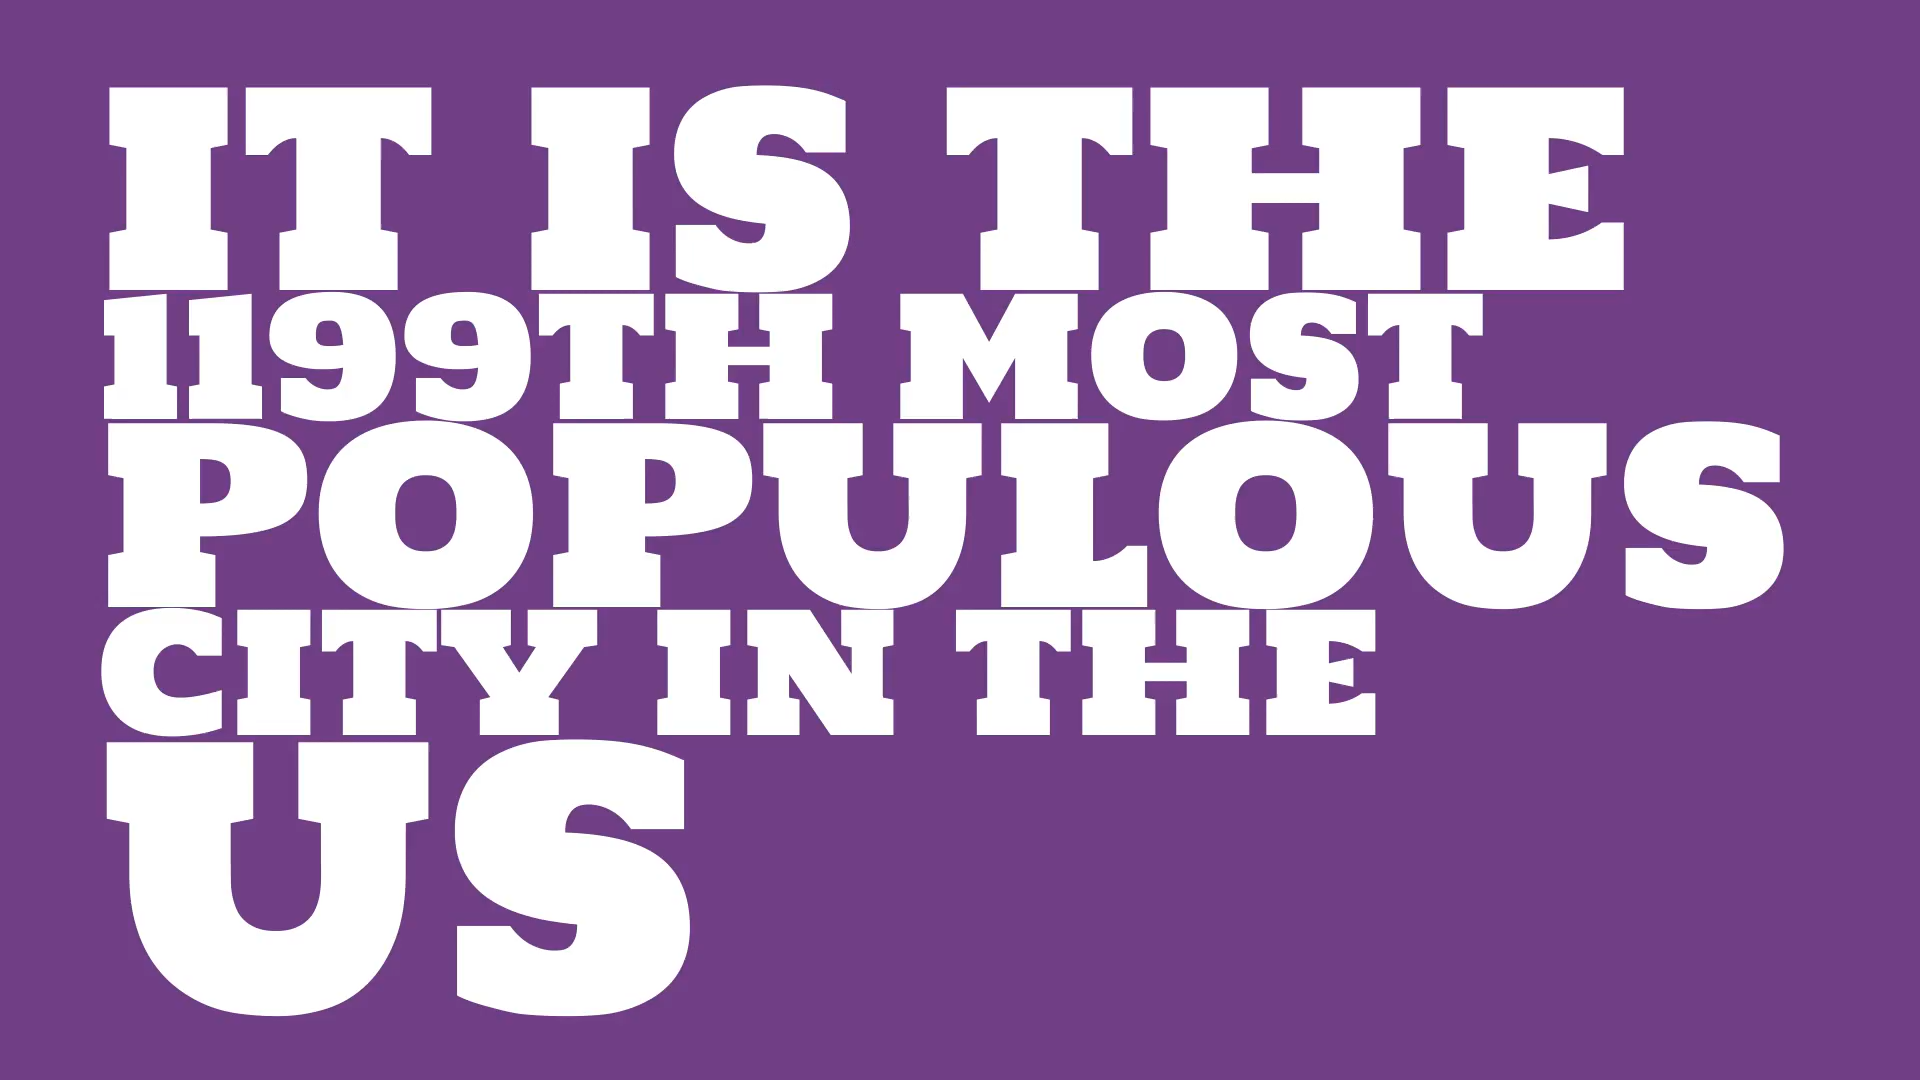 IT IS THE
1199TH MOST
POPULOUS
CITY IN THE
US